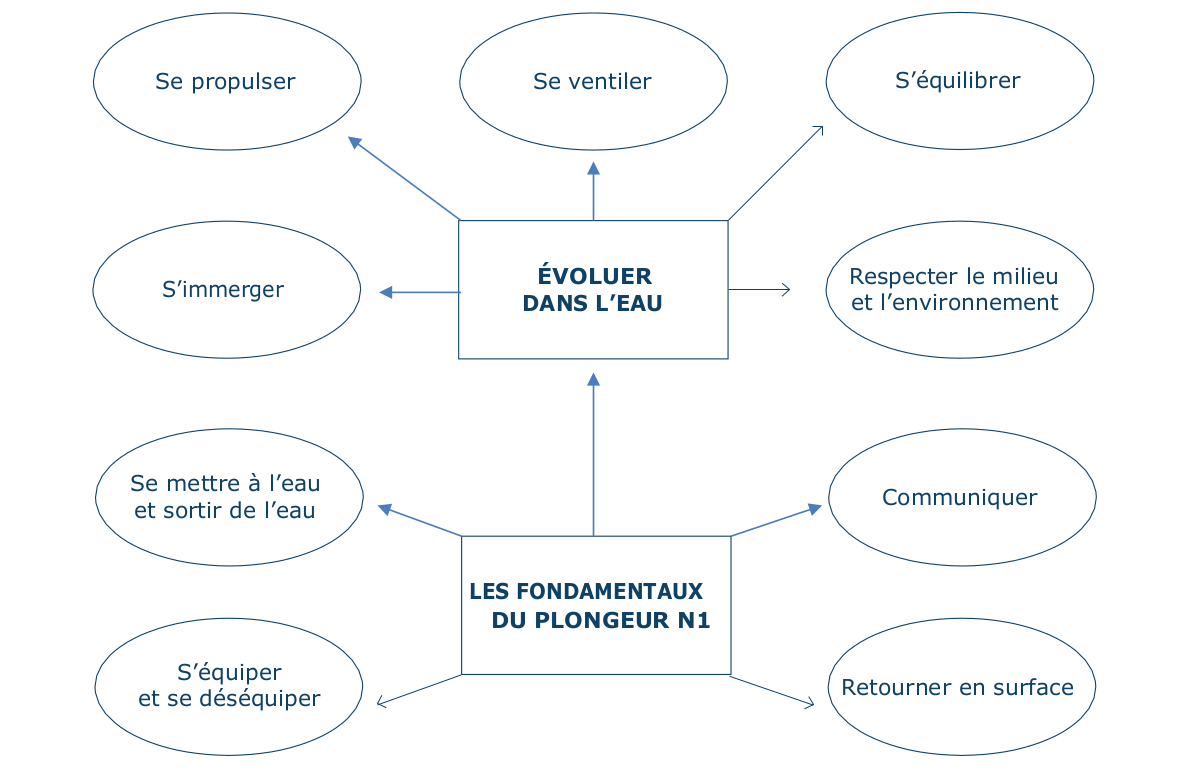 Se propulser
Se ventiler
S’équilibrer
S’immerger
ÉVOLUER
DANS L’EAU
Respecter le milieu
et l’environnement
Se mettre à l’eau
et sortir de l’eau
Communiquer
LES FONDAMENTAUX
DU PLONGEUR N1
S’équiper
et se déséquiper
Retourner en surface